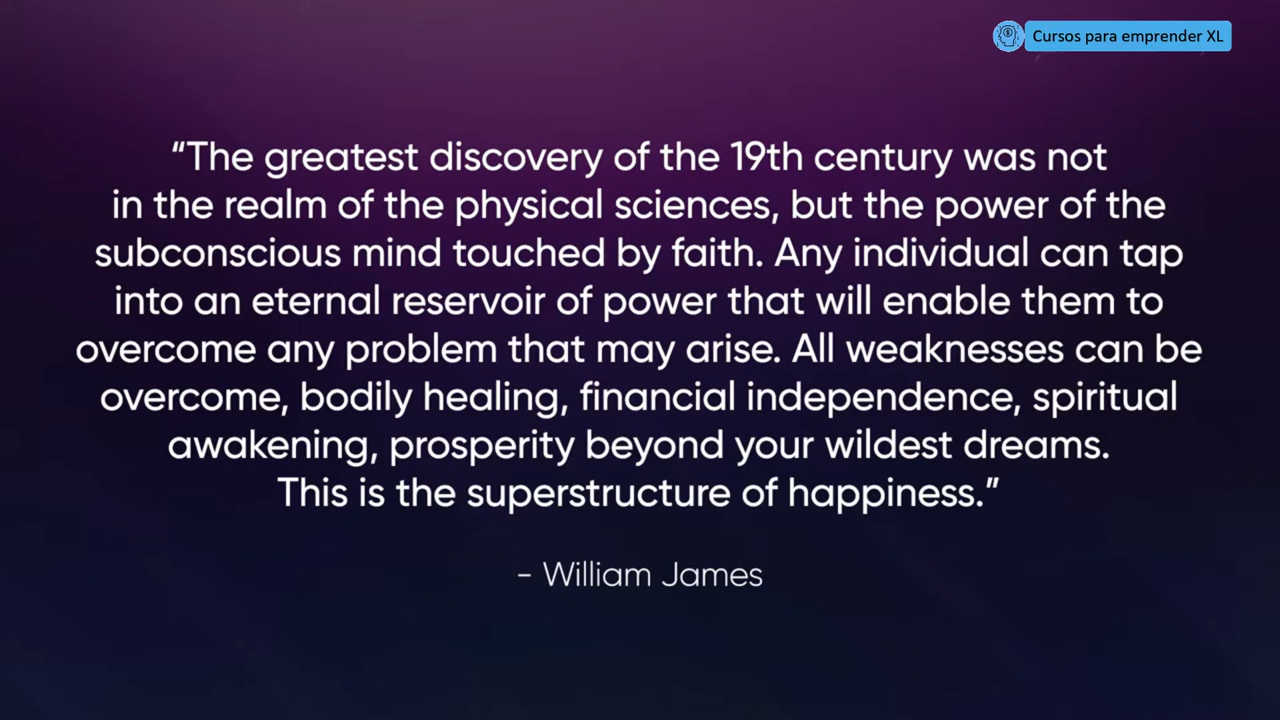 Cursos para emprender XL
“The greatest discovery of the 19th century was not
in the realm of the physical sciences, but the power of the
subconscious mind touched by faith. Any individual can tap
into an eternal reservoir of power that will enable them to
overcome any problem that may arise. All weaknesses can be
overcome, bodily healing, financial independence, spiritual
awakening, prosperity beyond your wildest dreams.
This is the superstructure of happiness.”
- William James